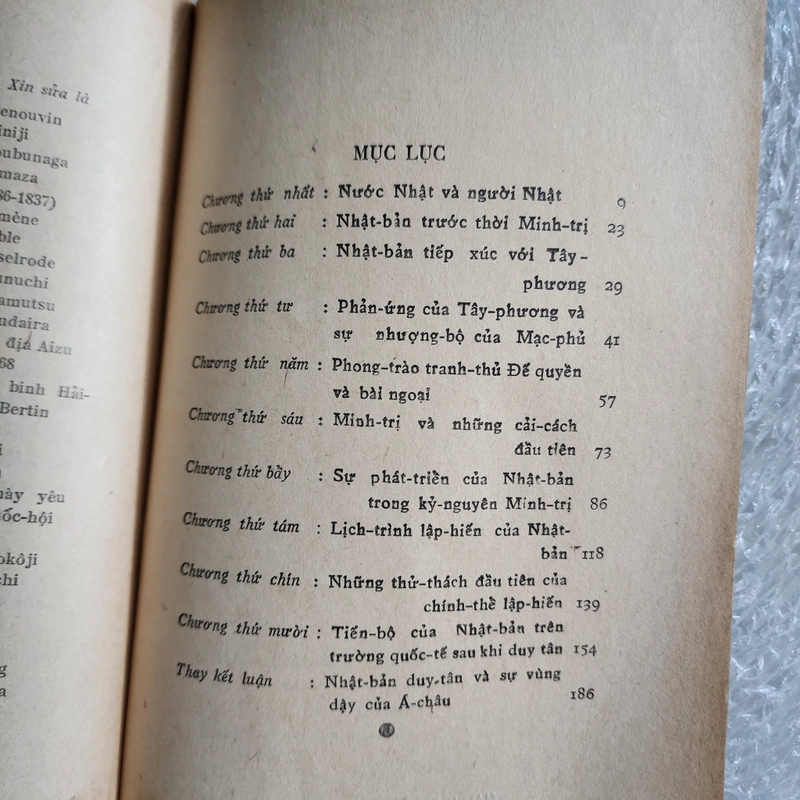 Xin sửa là
enouvin
iniji
oubunaga
maza
86-1837)
mène
ble
selrode
nuchi
amutsu
udaira
địa Aizu
68
binh Hải-
Bertin
i
này yêu
ốc-hội
okôji
chi
g
a
MỤC LỤC
Chương thứ nhất : Nước Nhật và người Nhật 9
Chương thứ hai : Nhật-bản trước thời Minh-trị 23
Chương thứ ba : Nhật-bản tiếp xúc với Tây-
phương 29
Chương thứ tư : Phản-ứng của Tây-phương và
sự nhượng-bộ của Mạc-phủ 41
Chương thứ năm : Phong-trào tranh-thủ Đế quyền
và bài ngoại 57
Chương thứ sáu : Minh-trị và những cải-cách
đầu tiên 73
Chương thứ bảy : Sự phát-triển của Nhật-bản
trong kỷ-nguyên Minh-trị 86
Chương thứ tám : Lịch-trình lập-hiến của Nhật-
bản 118
Chương thứ chín : Những thử-thách đầu tiên của
chính-thể lập-hiến 139
Chương thứ mười : Tiến-bộ của Nhật-bản trên
trường quốc-tế sau khi duy tân 154
Thay kết luận : Nhật-bản duy-tân và sự vùng
dậy của Á-châu 186